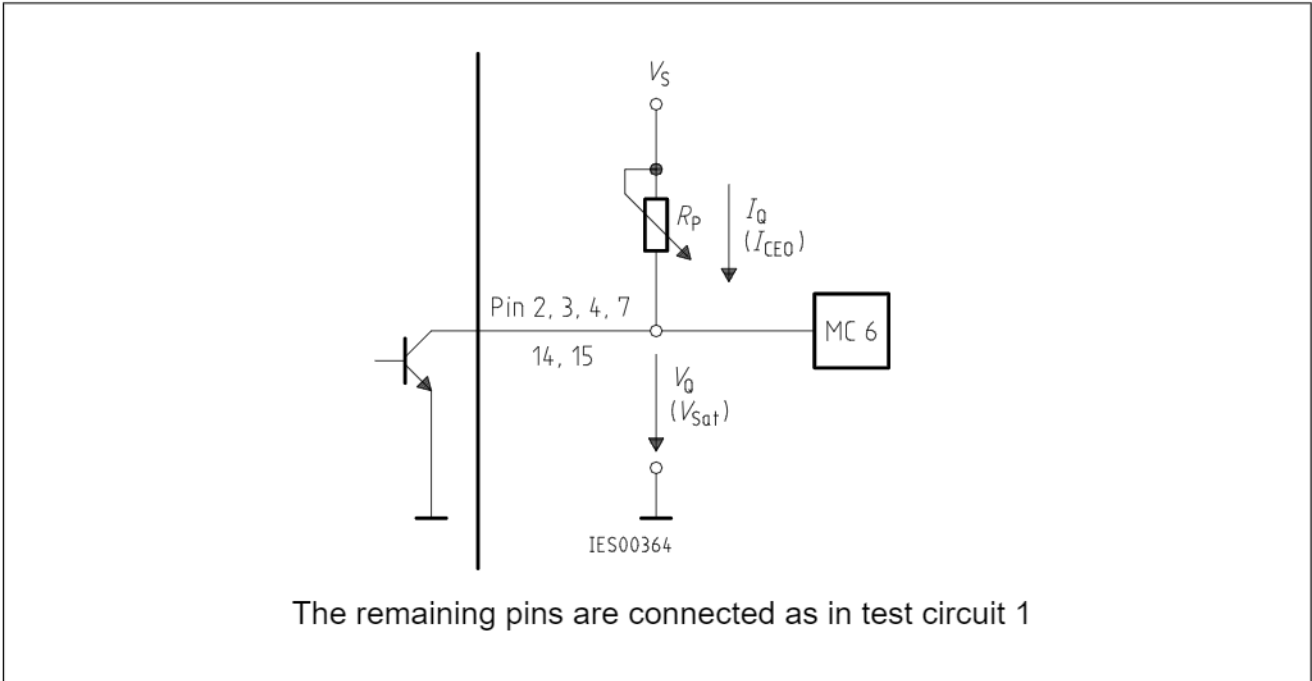 V_S
R_P
I_Q
(I_CEO)
Pin 2, 3, 4, 7
14, 15
MC 6
V_Q
(V_Sat)
IES00364
The remaining pins are connected as in test circuit 1